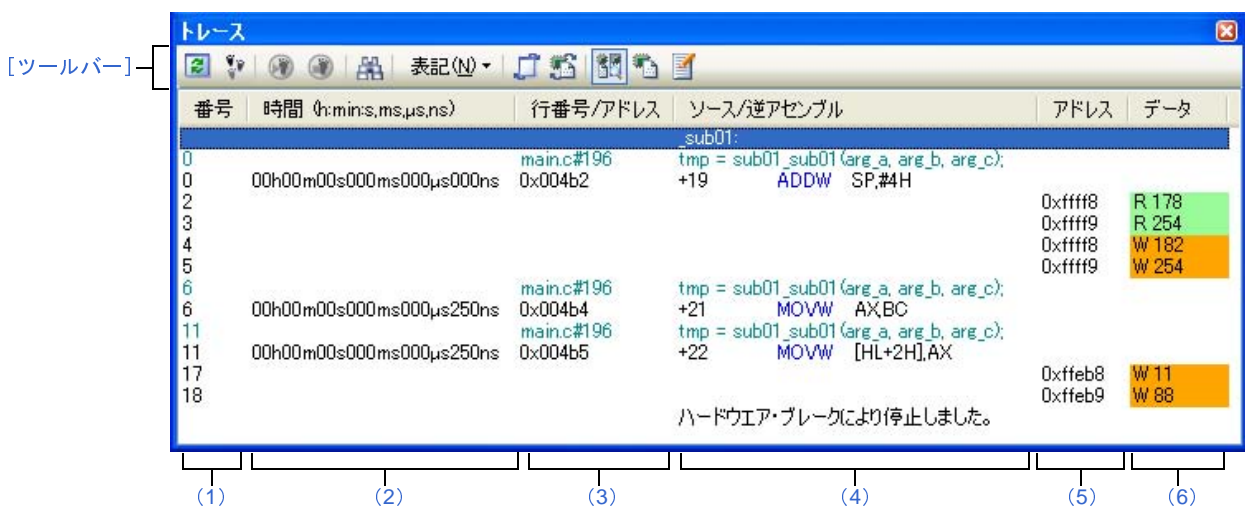 トレース
[ツールバー]
表記(N)
番号 時間 (h:min:s,ms,μs,ns) 行番号/アドレス ソース/逆アセンブル アドレス データ
_sub01:
0 main.c#196 tmp = sub01_sub01(arg_a, arg_b, arg_c);
0 00h00m00s000ms000μs000ns 0x004b2 +19 ADDW SP,#4H
2 0xffff8 R 178
3 0xffff9 R 254
4 0xffff8 W 182
5 0xffff9 W 254
6 main.c#196 tmp = sub01_sub01(arg_a, arg_b, arg_c);
6 00h00m00s000ms000μs250ns 0x004b4 +21 MOVW AX,BC
11 main.c#196 tmp = sub01_sub01(arg_a, arg_b, arg_c);
11 00h00m00s000ms000μs250ns 0x004b5 +22 MOVW [HL+2H],AX
17 0xffeb8 W 11
18 0xffeb9 W 88
ハードウエア・ブレークにより停止しました。
(1) (2) (3) (4) (5) (6)